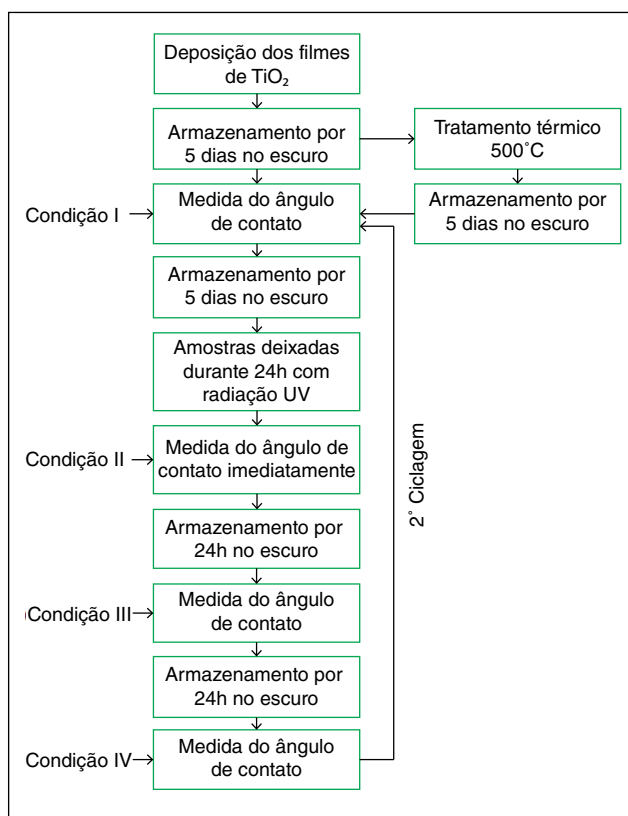 Deposição dos filmes
de TiO₂
Armazenamento por
5 dias no escuro
Tratamento térmico
500˚C
Condição I
Medida do ângulo
de contato
Armazenamento por
5 dias no escuro
Armazenamento por
5 dias no escuro
Amostras deixadas
durante 24h com
radiação UV
Condição II
Medida do ângulo de
contato imediatamente
2˚ Ciclagem
Armazenamento por
24h no escuro
)Condição III
Medida do ângulo
de contato
Armazenamento por
24h no escuro
Condição IV
Medida do ângulo
de contato